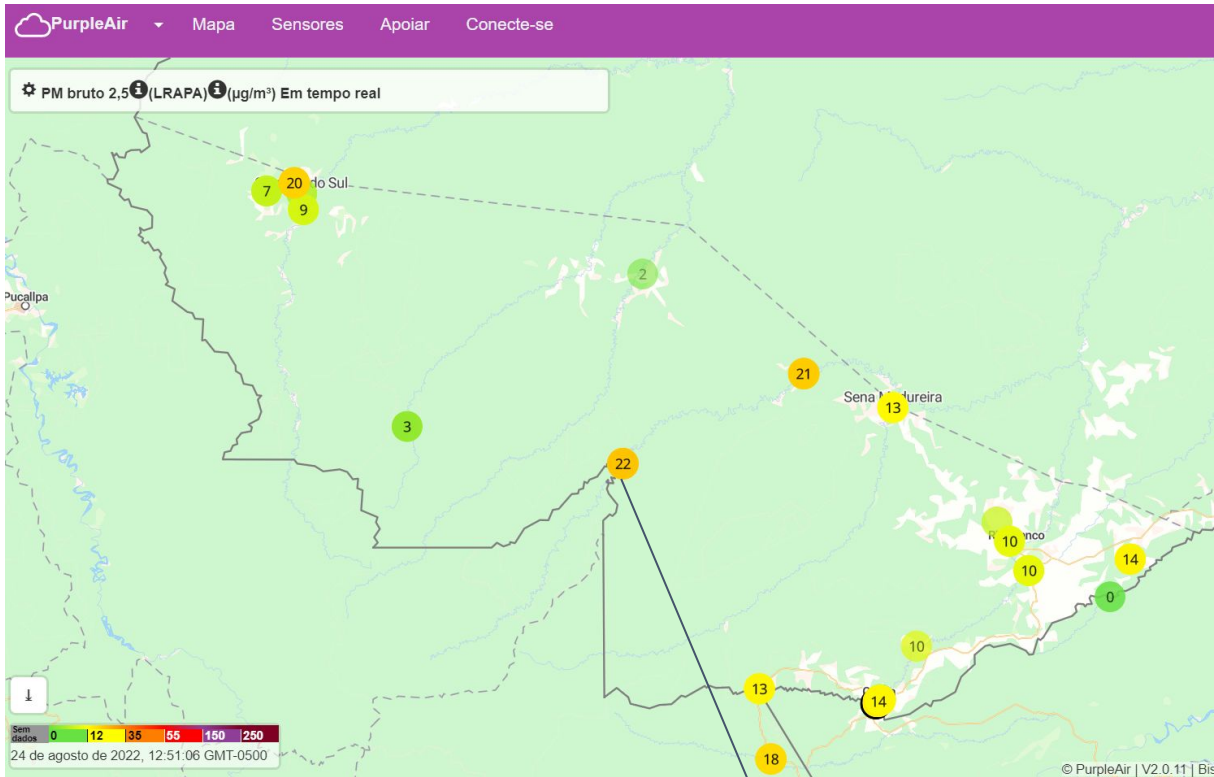 PurpleAir Mapa Sensores Apoiar Conecte-se
PM bruto 2,5 (LRAPA) (µg/m³) Em tempo real
7
20
do Sul
9
2
Pucallpa
21
Sena M dureira
13
3
22
R Branco
10
14
10
0
10
13
14
18
Sem dados 0 12 35 55 150 250
24 de agosto de 2022, 12:51:06 GMT-0500
© PurpleAir | V2.0.11 | Bis